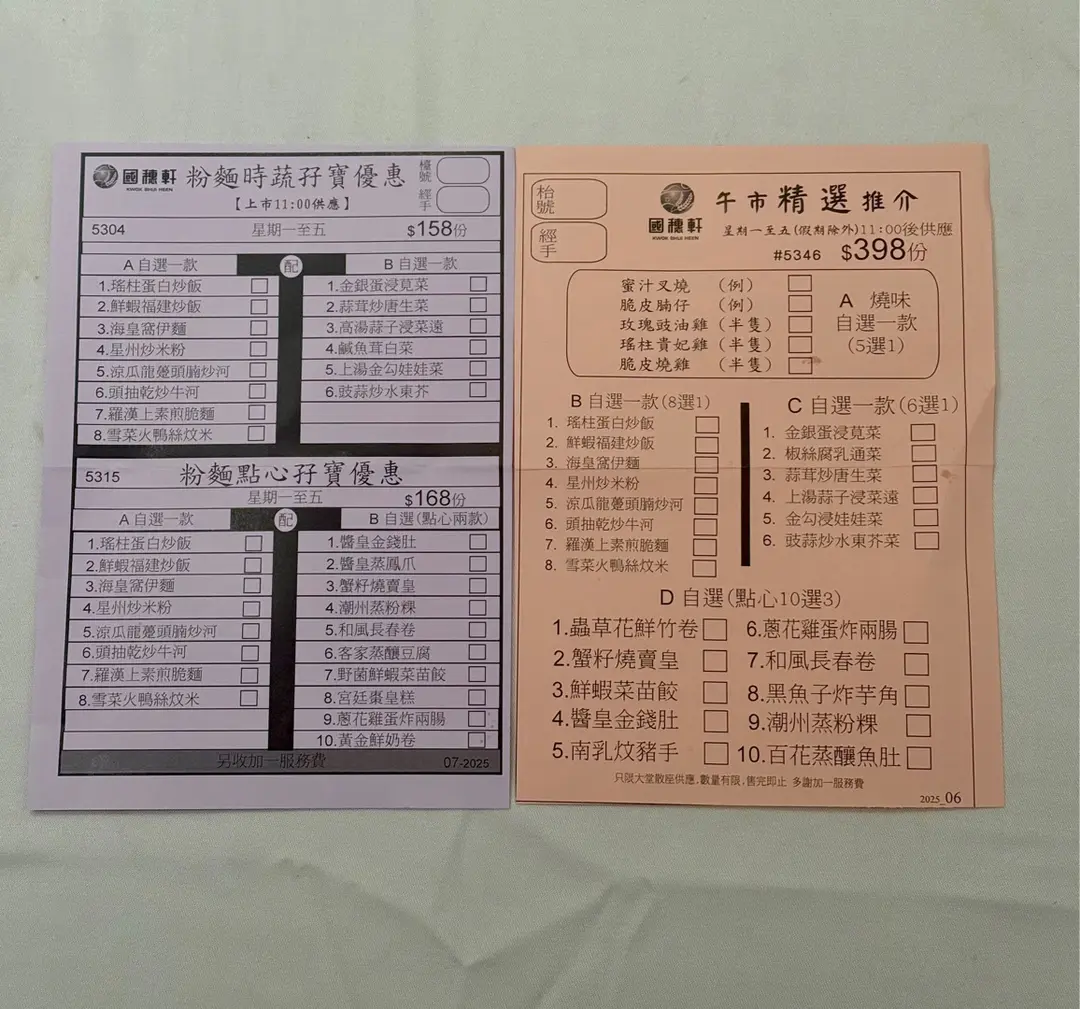 國穗軒
KWOK SHUI HEEN
粉麵時蔬孖寶優惠
【上市11:00供應】
檯號
經手
5304 星期一至五 $158份
A 自選一款 配 B 自選一款
1.瑤柱蛋白炒飯 1.金銀蛋浸莧菜
2.鮮蝦福建炒飯 2.蒜茸炒唐生菜
3.海皇窩伊麵 3.高湯蒜子浸菜遠
4.星州炒米粉 4.鹹魚茸白菜
5.涼瓜龍躉頭腩炒河 5.上湯金勾娃娃菜
6.頭抽乾炒牛河 6.豉蒜炒水東芥
7.羅漢上素煎脆麵
8.雪菜火鴨絲炆米
5315 粉麵點心孖寶優惠
星期一至五 $168份
A 自選一款 配 B 自選(點心兩款)
1.瑤柱蛋白炒飯 1.醬皇金錢肚
2.鮮蝦福建炒飯 2.醬皇蒸鳳爪
3.海皇窩伊麵 3.蟹籽燒賣皇
4.星州炒米粉 4.潮州蒸粉粿
5.涼瓜龍躉頭腩炒河 5.和風長春卷
6.頭抽乾炒牛河 6.客家蒸釀豆腐
7.羅漢上素煎脆麵 7.野菌鮮蝦菜苗餃
8.雪菜火鴨絲炆米 8.宮廷棗皇糕
9.蔥花雞蛋炸兩腸
10.黃金鮮奶卷
另收加一服務費 07-2025
枱號
經手
國穗軒
KWOK SHUI HEEN
午市精選推介
星期一至五(假期除外)11:00後供應
#5346 $398份
蜜汁叉燒 (例)
脆皮腩仔 (例)
玫瑰豉油雞 (半隻)
瑤柱貴妃雞 (半隻)
脆皮燒雞 (半隻)
A 燒味
自選一款
(5選1)
B 自選一款(8選1)
1. 瑤柱蛋白炒飯
2. 鮮蝦福建炒飯
3. 海皇窩伊麵
4. 星州炒米粉
5. 涼瓜龍躉頭腩炒河
6. 頭抽乾炒牛河
7. 羅漢上素煎脆麵
8. 雪菜火鴨絲炆米
C 自選一款(6選1)
1. 金銀蛋浸莧菜
2. 椒絲腐乳通菜
3. 蒜茸炒唐生菜
4. 上湯蒜子浸菜遠
5. 金勾浸娃娃菜
6. 豉蒜炒水東芥菜
D 自選(點心10選3)
1.蟲草花鮮竹卷 6.蔥花雞蛋炸兩腸
2.蟹籽燒賣皇 7.和風長春卷
3.鮮蝦菜苗餃 8.黑魚子炸芋角
4.醬皇金錢肚 9.潮州蒸粉粿
5.南乳炆豬手 10.百花蒸釀魚肚
只限大堂散座供應,數量有限,售完即止 多謝加一服務費
2025_06